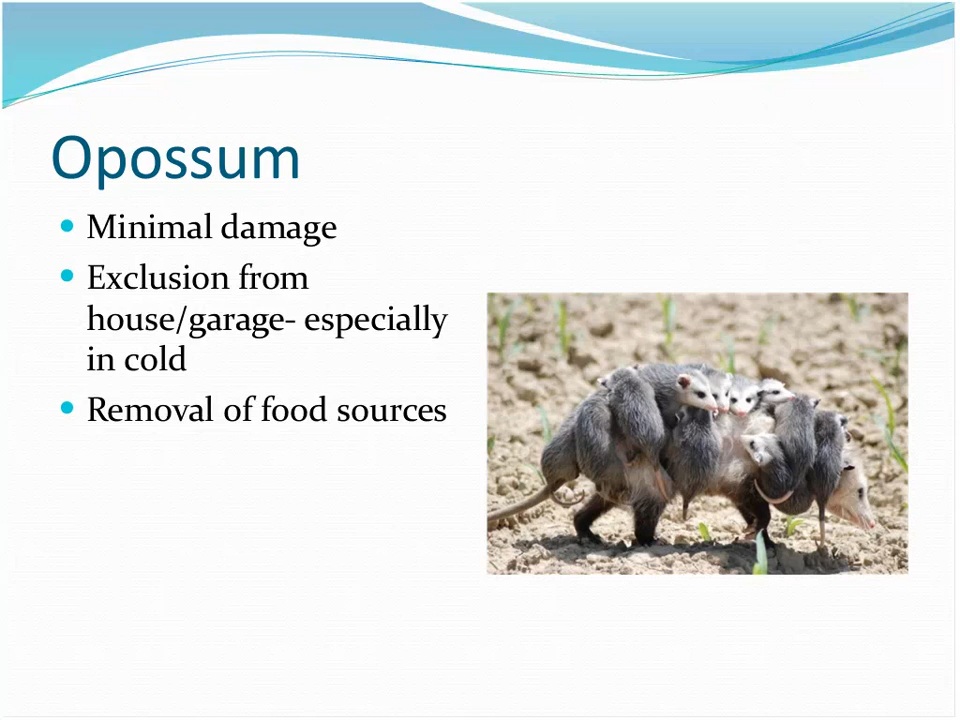 Opossum
Minimal damage
Exclusion from
house/garage- especially
in cold
Removal of food sources